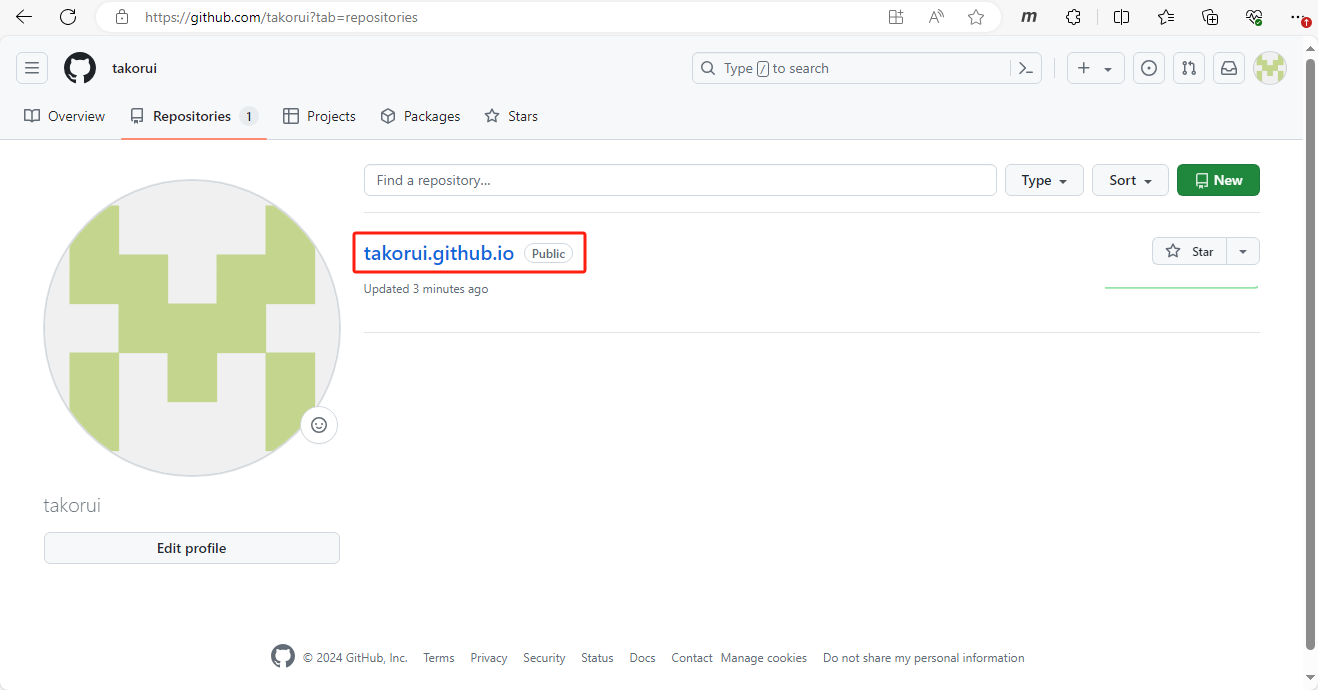 https://github.com/takorui?tab=repositories
takorui
Type / to search
Overview
Repositories 1
Projects
Packages
Stars
Find a repository...
Type
Sort
New
takorui.github.io Public
Star
Updated 3 minutes ago
takorui
Edit profile
© 2024 GitHub, Inc. Terms Privacy Security Status Docs Contact Manage cookies Do not share my personal information